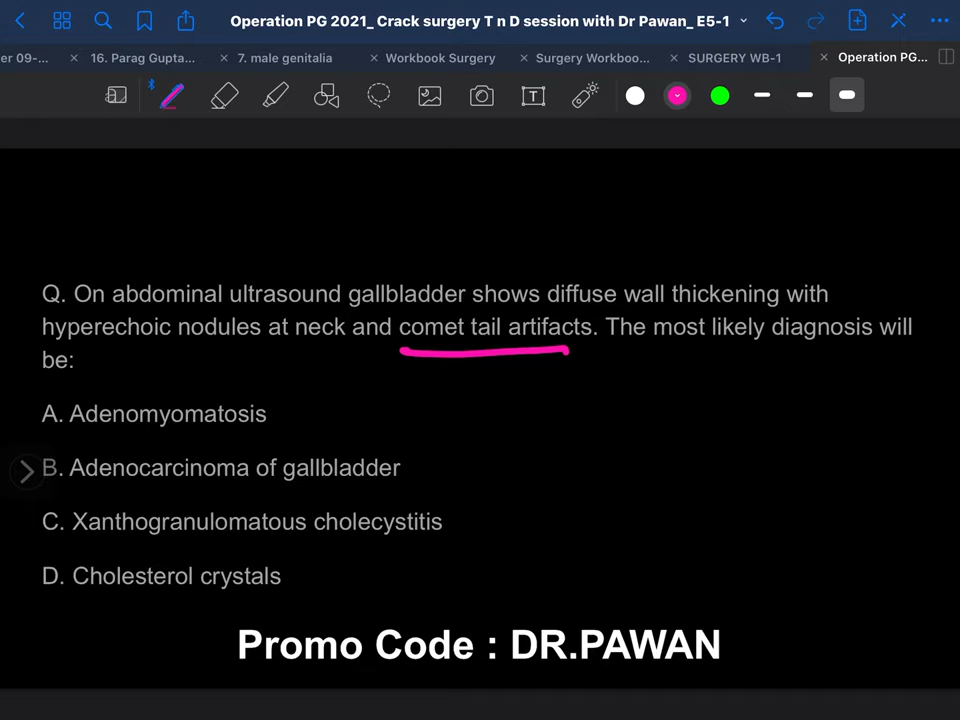 Operation PG 2021_ Crack surgery T n D session with Dr Pawan_ E5-1
er 09-...
16. Parag Gupta...
7. male genitalia
Workbook Surgery
Surgery Workboo...
SURGERY WB-1
Operation PG...
T
Q. On abdominal ultrasound gallbladder shows diffuse wall thickening with
hyperechoic nodules at neck and comet tail artifacts. The most likely diagnosis will
be:
A. Adenomyomatosis
B. Adenocarcinoma of gallbladder
C. Xanthogranulomatous cholecystitis
D. Cholesterol crystals
Promo Code : DR.PAWAN